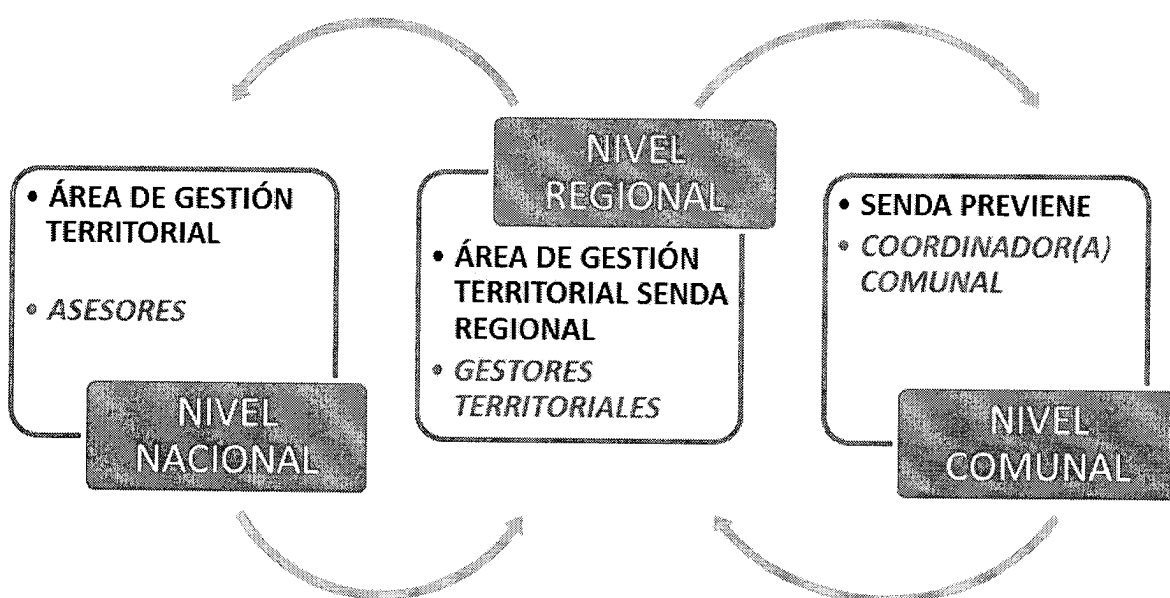 • ÁREA DE GESTIÓN
TERRITORIAL
• ASESORES
NIVEL
NACIONAL
NIVEL
REGIONAL
• ÁREA DE GESTIÓN
TERRITORIAL SENDA
REGIONAL
• GESTORES
TERRITORIALES
• SENDA PREVIENE
• COORDINADOR(A)
COMUNAL
NIVEL
COMUNAL